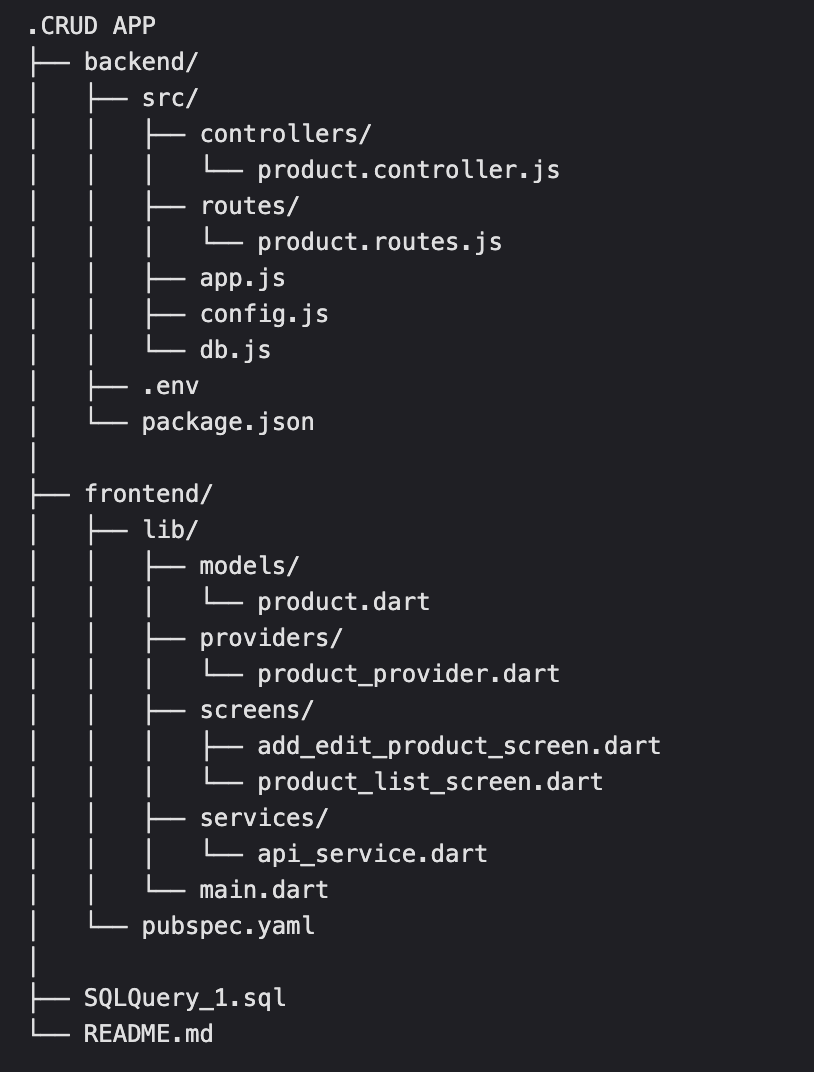 .CRUD APP
├── backend/
│   ├── src/
│   │   ├── controllers/
│   │   │   └── product.controller.js
│   │   ├── routes/
│   │   │   └── product.routes.js
│   │   ├── app.js
│   │   ├── config.js
│   │   └── db.js
│   ├── .env
│   └── package.json
│
├── frontend/
│   ├── lib/
│   │   ├── models/
│   │   │   └── product.dart
│   │   ├── providers/
│   │   │   └── product_provider.dart
│   │   ├── screens/
│   │   │   ├── add_edit_product_screen.dart
│   │   │   └── product_list_screen.dart
│   │   ├── services/
│   │   │   └── api_service.dart
│   │   └── main.dart
│   └── pubspec.yaml
│
├── SQLQuery_1.sql
└── README.md